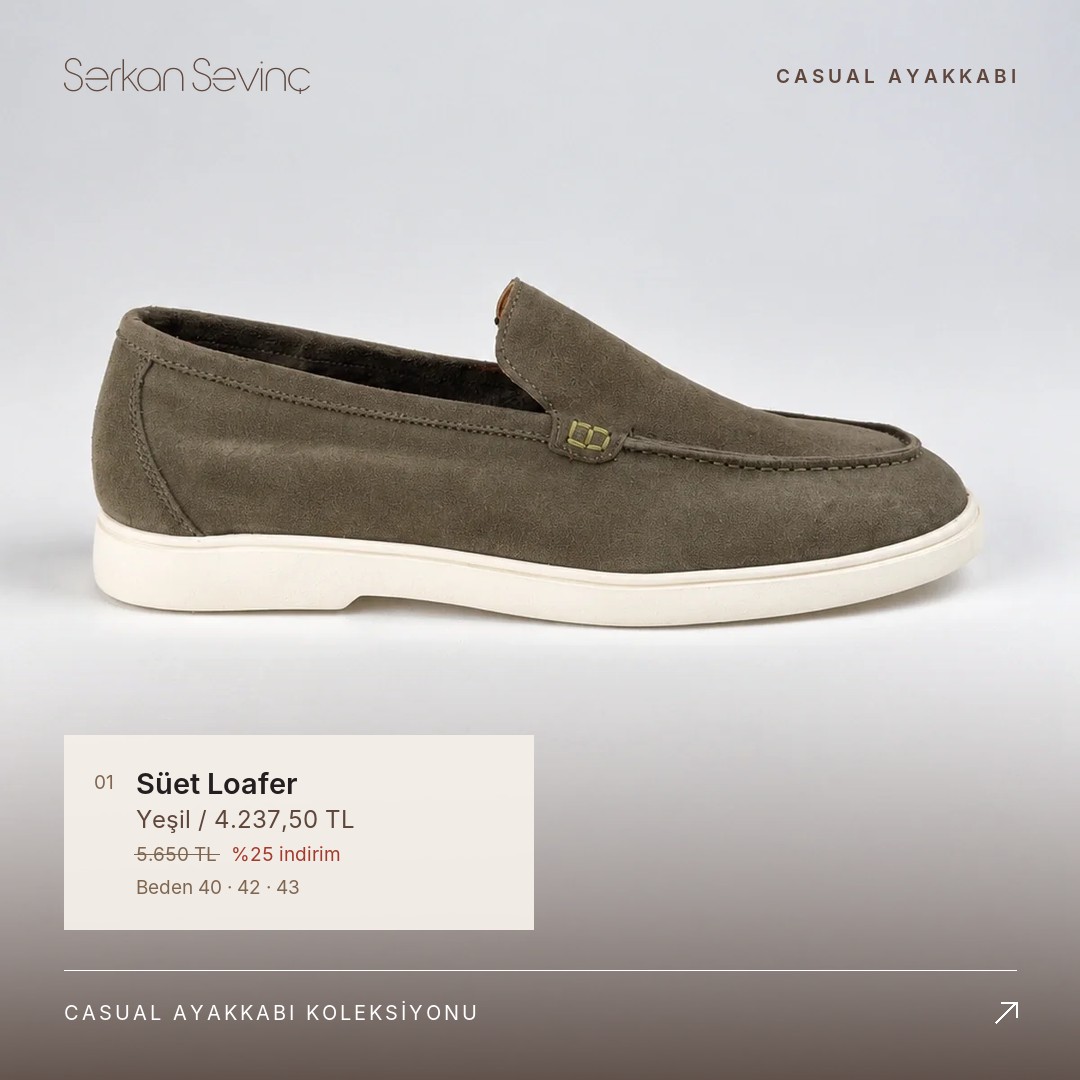 Serkan Sevinç
CASUAL AYAKKABI
01 Süet Loafer
Yeşil / 4.237,50 TL
5.650 TL %25 indirim
Beden 40 · 42 · 43
CASUAL AYAKKABI KOLEKSİYONU